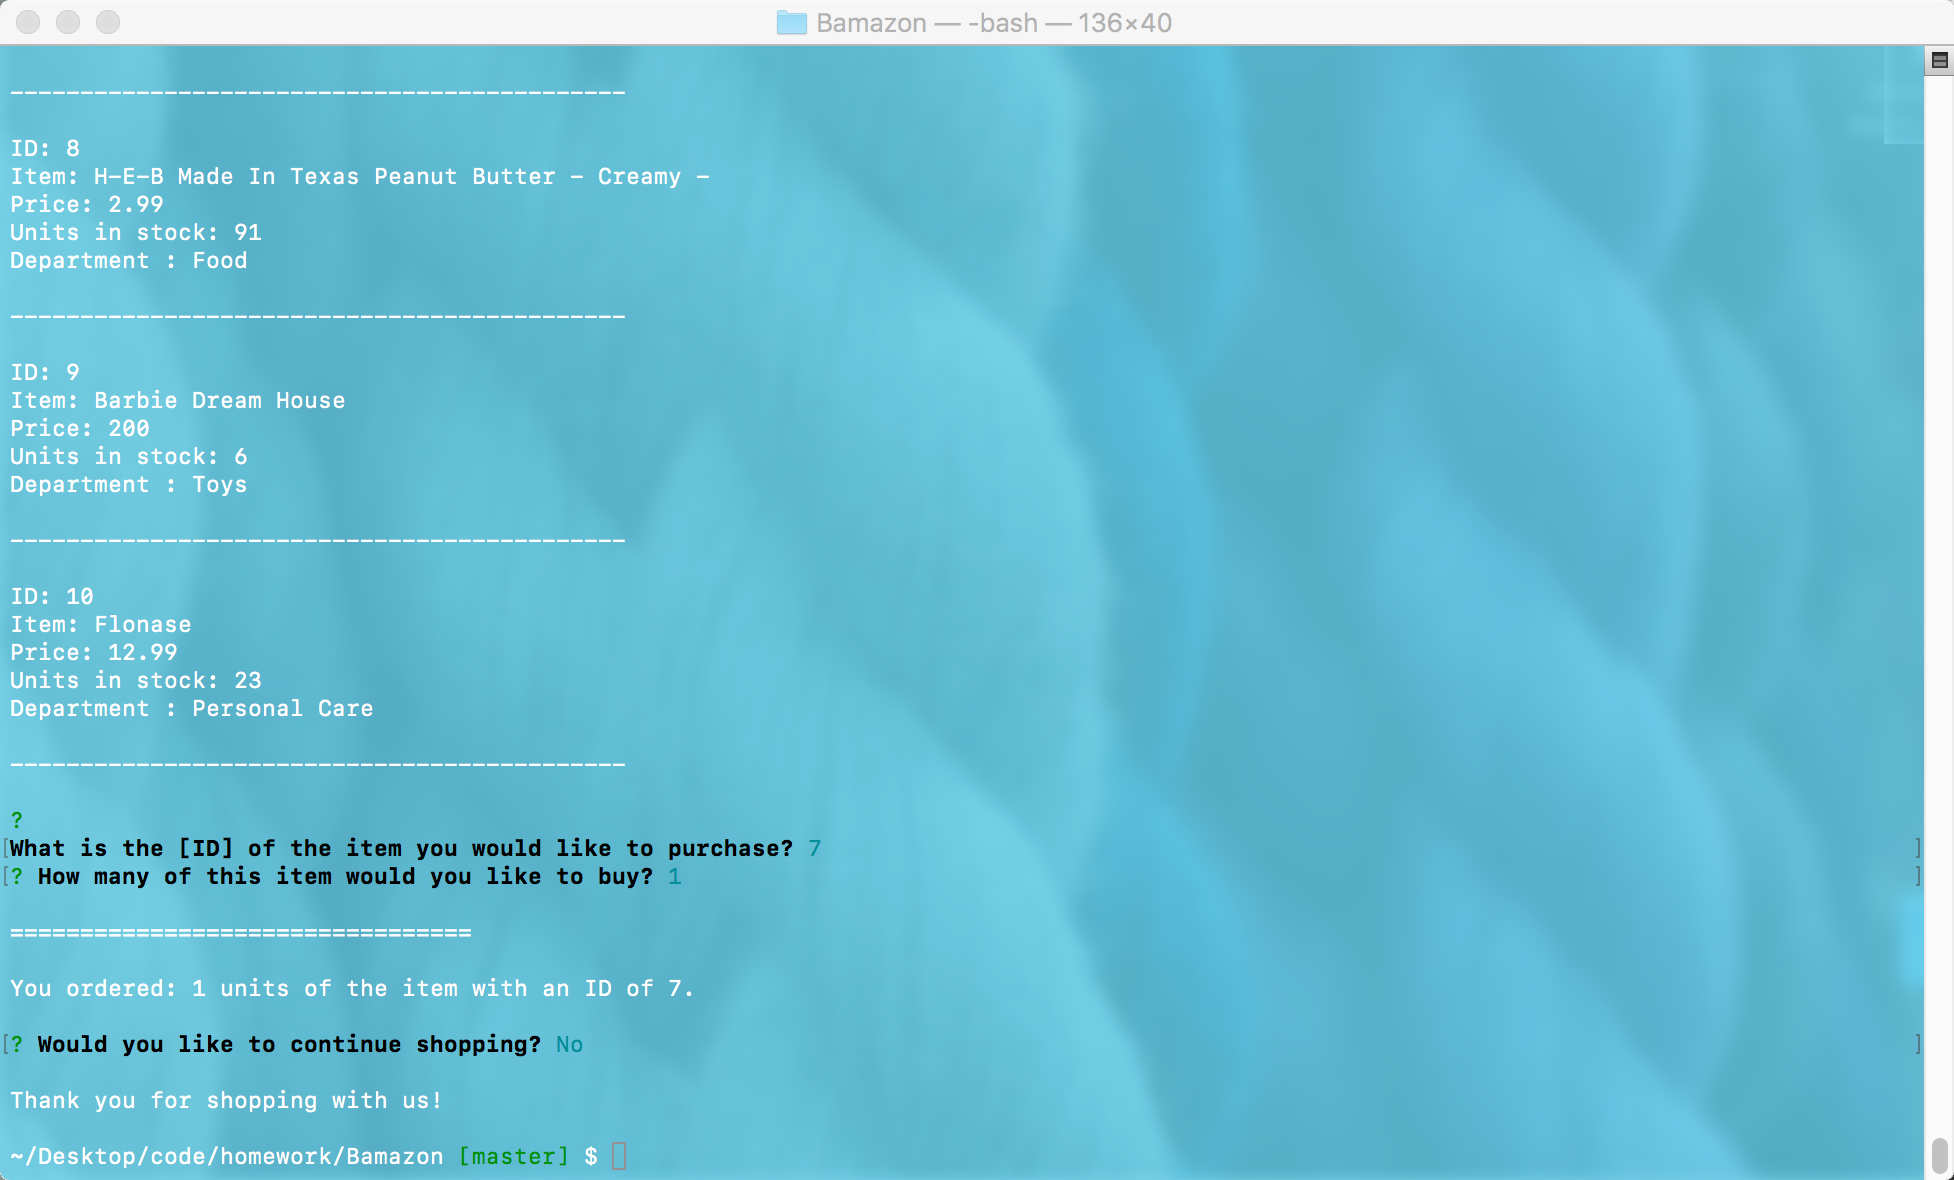 Bamazon — -bash — 136×40
--------------------------------------------
ID: 8
Item: H-E-B Made In Texas Peanut Butter - Creamy -
Price: 2.99
Units in stock: 91
Department : Food
--------------------------------------------
ID: 9
Item: Barbie Dream House
Price: 200
Units in stock: 6
Department : Toys
--------------------------------------------
ID: 10
Item: Flonase
Price: 12.99
Units in stock: 23
Department : Personal Care
--------------------------------------------
?
[What is the [ID] of the item you would like to purchase? 7 ]
[? How many of this item would you like to buy? 1 ]
=================================
You ordered: 1 units of the item with an ID of 7.
[? Would you like to continue shopping? No ]
Thank you for shopping with us!
~/Desktop/code/homework/Bamazon [master] $